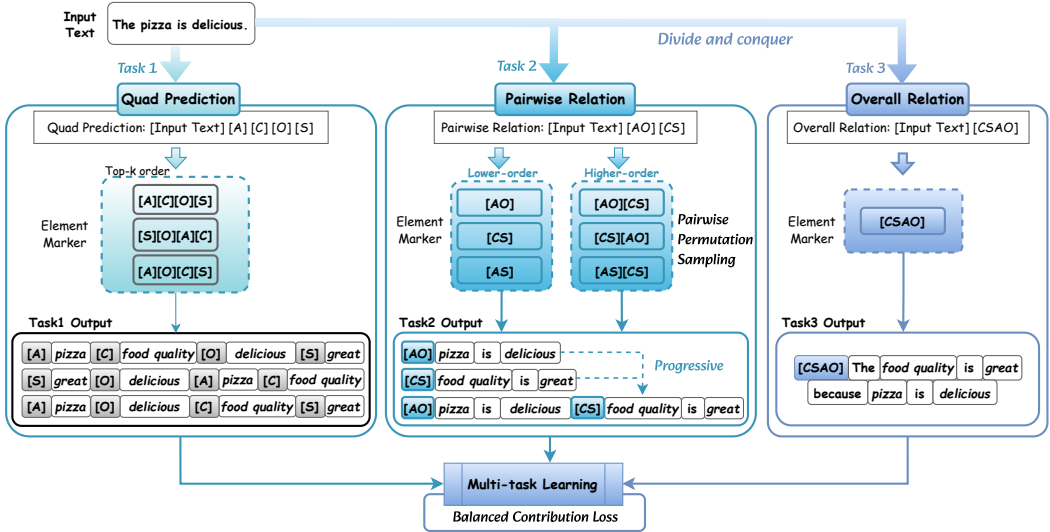 Input Text
The pizza is delicious.
Divide and conquer
Task 1
Task 2
Task 3
Quad Prediction
Pairwise Relation
Overall Relation
Quad Prediction: [Input Text] [A] [C] [O] [S]
Pairwise Relation: [Input Text] [AO] [CS]
Overall Relation: [Input Text] [CSAO]
Top-k order
Element Marker
[A][C][O][S]
[S][O][A][C]
[A][O][C][S]
Lower-order
Higher-order
Element Marker
[AO]
[CS]
[AS]
[AO][CS]
[CS][AO]
[AS][CS]
Pairwise
Permutation
Sampling
Element Marker
[CSAO]
Task1 Output
[A] pizza [C] food quality [O] delicious [S] great
[S] great [O] delicious [A] pizza [C] food quality
[A] pizza [O] delicious [C] food quality [S] great
Task2 Output
[AO] pizza is delicious
[CS] food quality is great
Progressive
[AO] pizza is delicious [CS] food quality is great
Task3 Output
[CSAO] The food quality is great
because pizza is delicious
Multi-task Learning
Balanced Contribution Loss